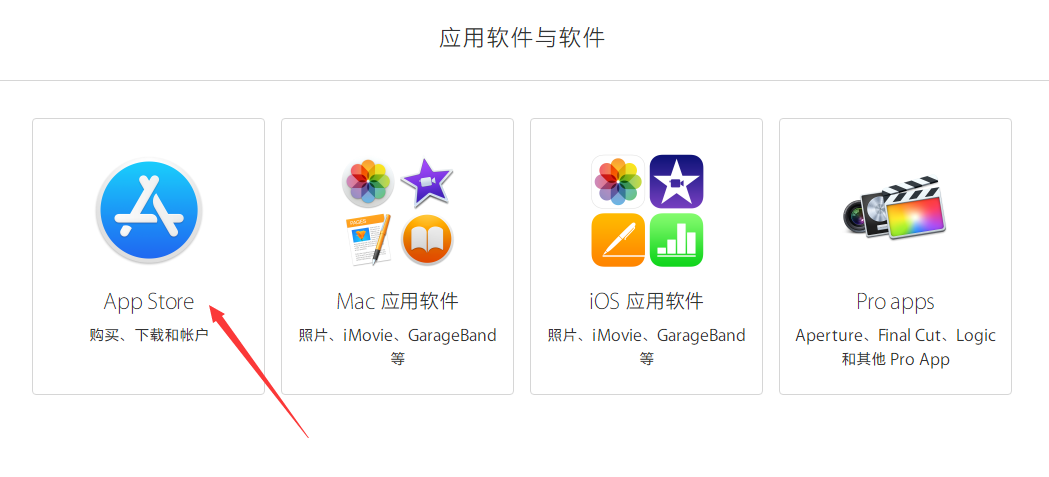 应用软件与软件
App Store
购买、下载和帐户
Mac 应用软件
照片、iMovie、GarageBand
等
iOS 应用软件
照片、iMovie、GarageBand
等
Pro apps
Aperture、Final Cut、Logic
和其他 Pro App